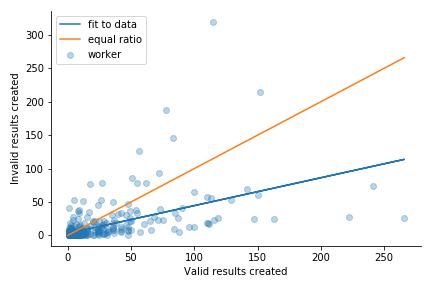 fit to data
equal ratio
worker
Invalid results created
300
250
200
150
100
50
0
0
50
100
150
200
250
Valid results created